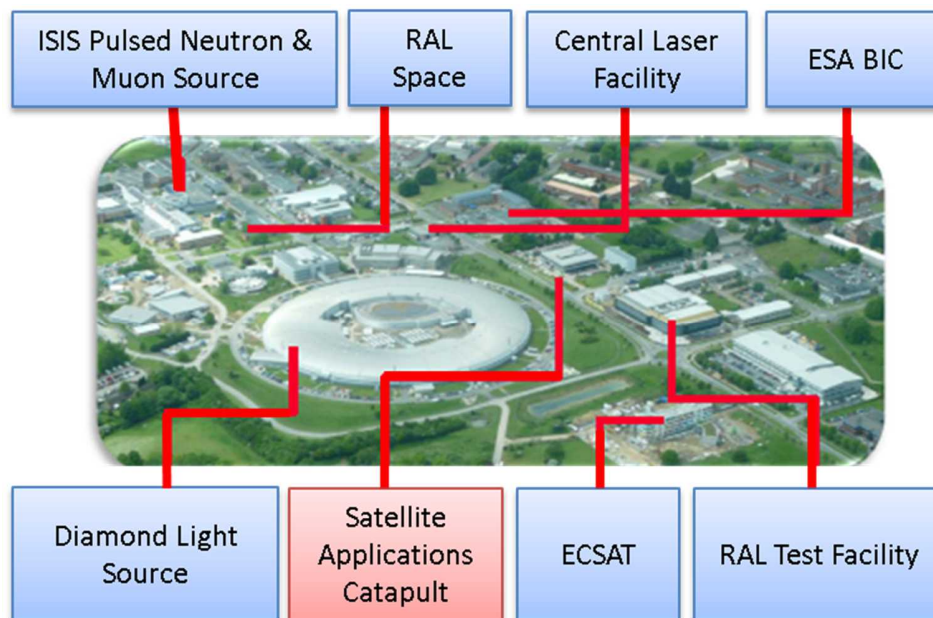 ISIS Pulsed Neutron &
Muon Source
RAL
Space
Central Laser
Facility
ESA BIC
Diamond Light
Source
Satellite
Applications
Catapult
ECSAT
RAL Test Facility